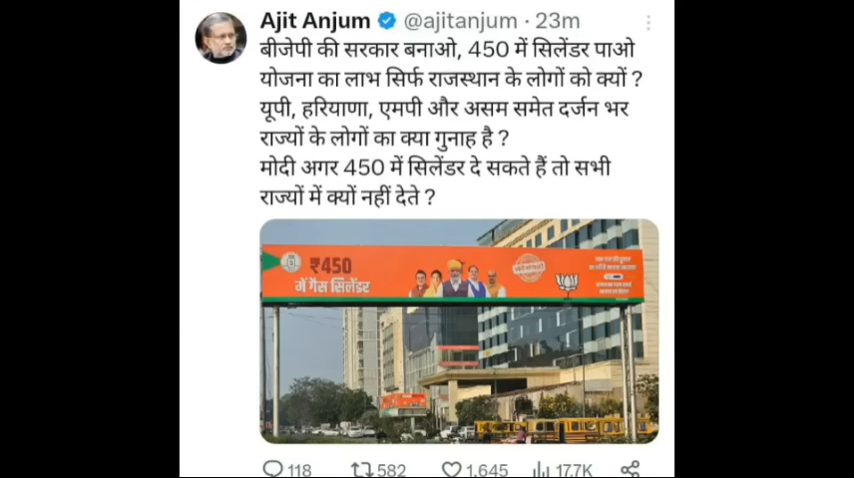 Ajit Anjum @ajitanjum · 23m
बीजेपी की सरकार बनाओ, 450 में सिलेंडर पाओ
योजना का लाभ सिर्फ राजस्थान के लोगों को क्यों ?
यूपी, हरियाणा, एमपी और असम समेत दर्जन भर
राज्यों के लोगों का क्या गुनाह है ?
मोदी अगर 450 में सिलेंडर दे सकते हैं तो सभी
राज्यों में क्यों नहीं देते ?
₹450
में गैस सिलेंडर
118 582 1,645 17.7K